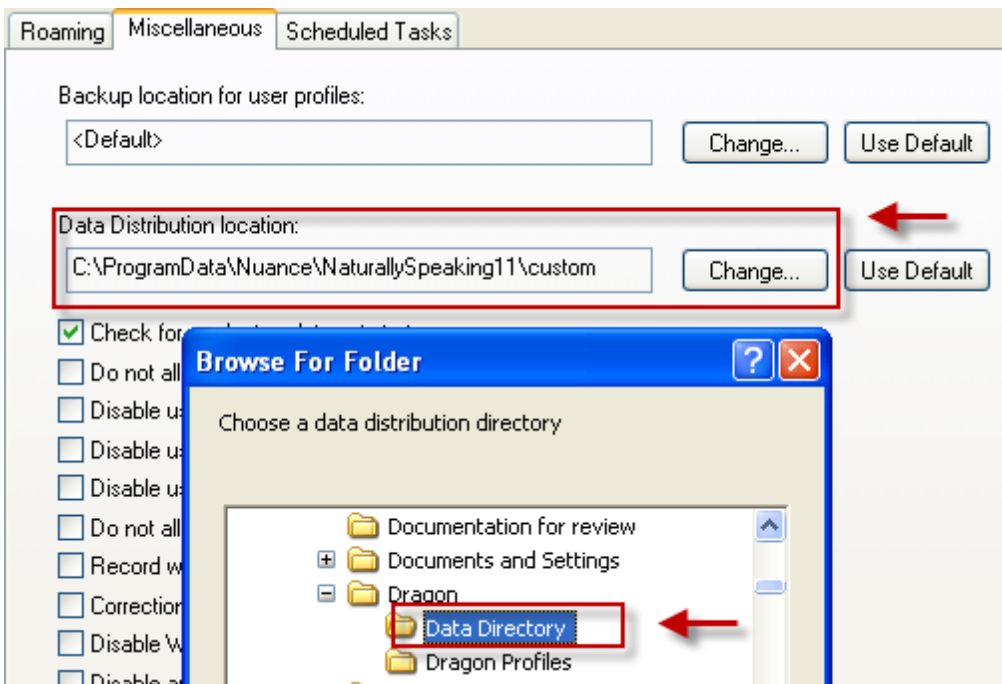 Roaming Miscellaneous Scheduled Tasks
Backup location for user profiles:
<Default> Change... Use Default
Data Distribution location:
C:\ProgramData\Nuance\NaturallySpeaking11\custom Change... Use Default
Check for
Browse For Folder
Do not all
Disable
Choose a data distribution directory
Disable
Disable
Do not all
Documentation for review
Record w
Documents and Settings
Correction
Dragon
Data Directory
Disable
Dragon Profiles
Disable